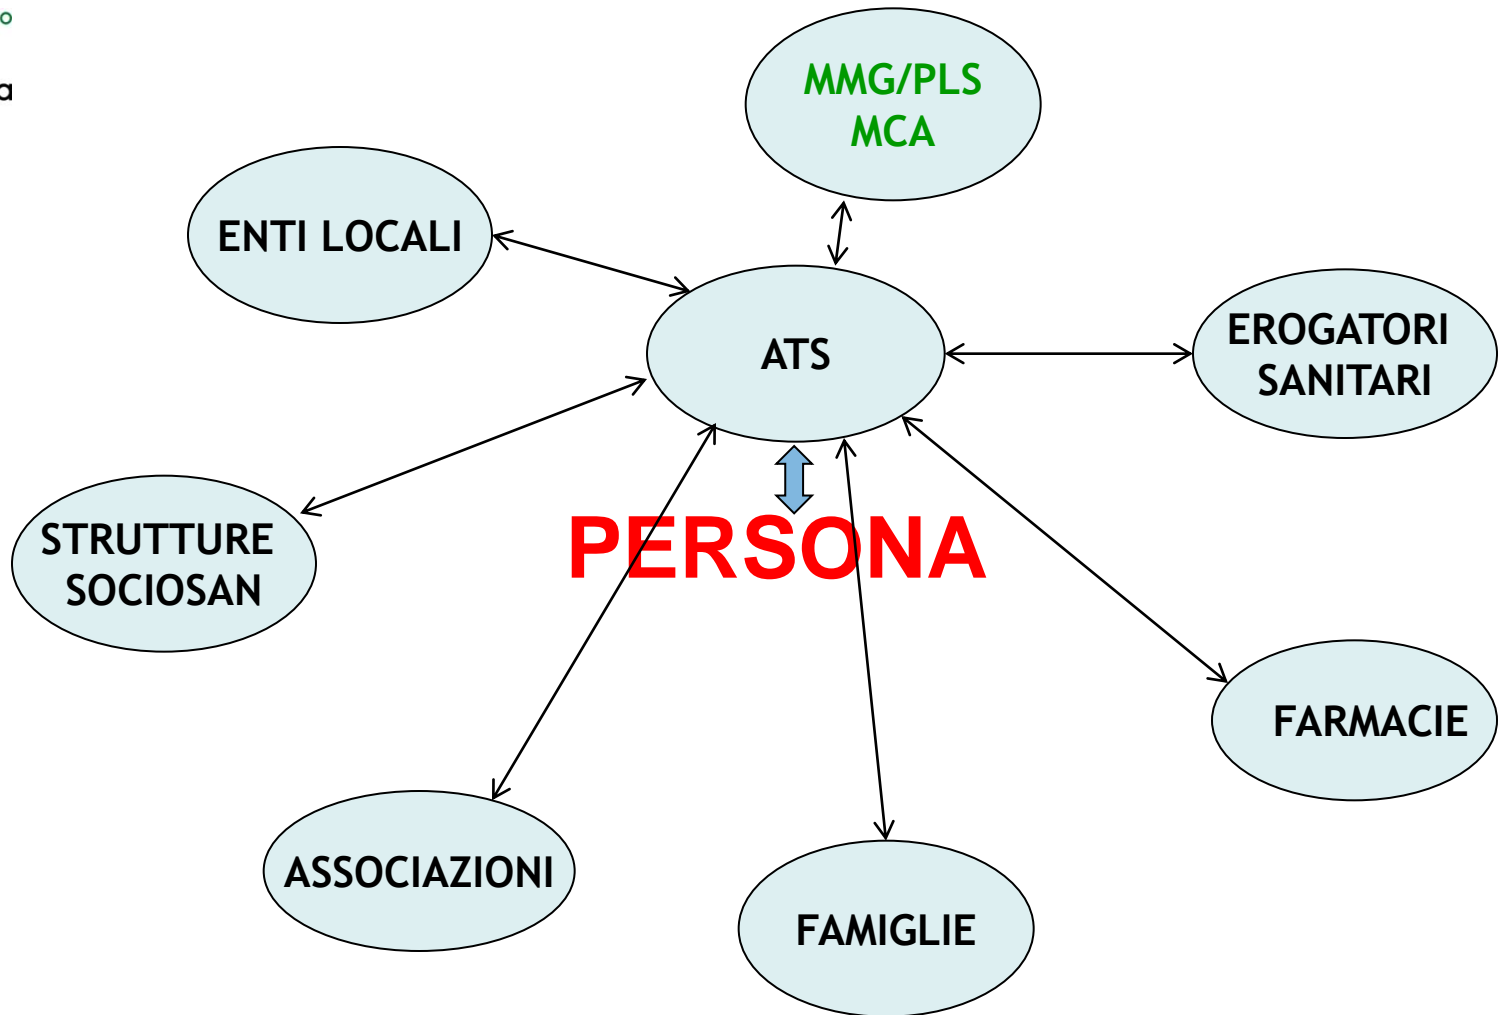 MMG/PLS
MCA
ENTI LOCALI
ATS
EROGATORI
SANITARI
STRUTTURE
SOCIOSAN
PERSONA
FARMACIE
ASSOCIAZIONI
FAMIGLIE